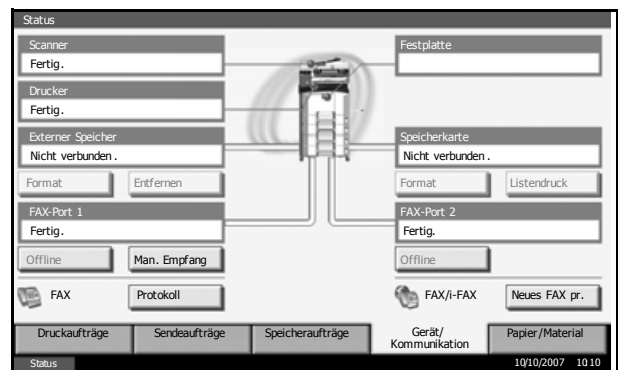 Status
Scanner
Fertig.
Festplatte
Drucker
Fertig.
Externer Speicher
Nicht verbunden.
Speicherkarte
Nicht verbunden.
Format
Entfernen
Format
Listendruck
FAX-Port 1
Fertig.
FAX-Port 2
Fertig.
Offline
Man. Empfang
Offline
FAX
Protokoll
FAX/i-FAX
Neues FAX pr.
Druckaufträge
Sendeaufträge
Speicheraufträge
Gerät/
Kommunikation
Papier/Material
Status
10/10/2007 10:10